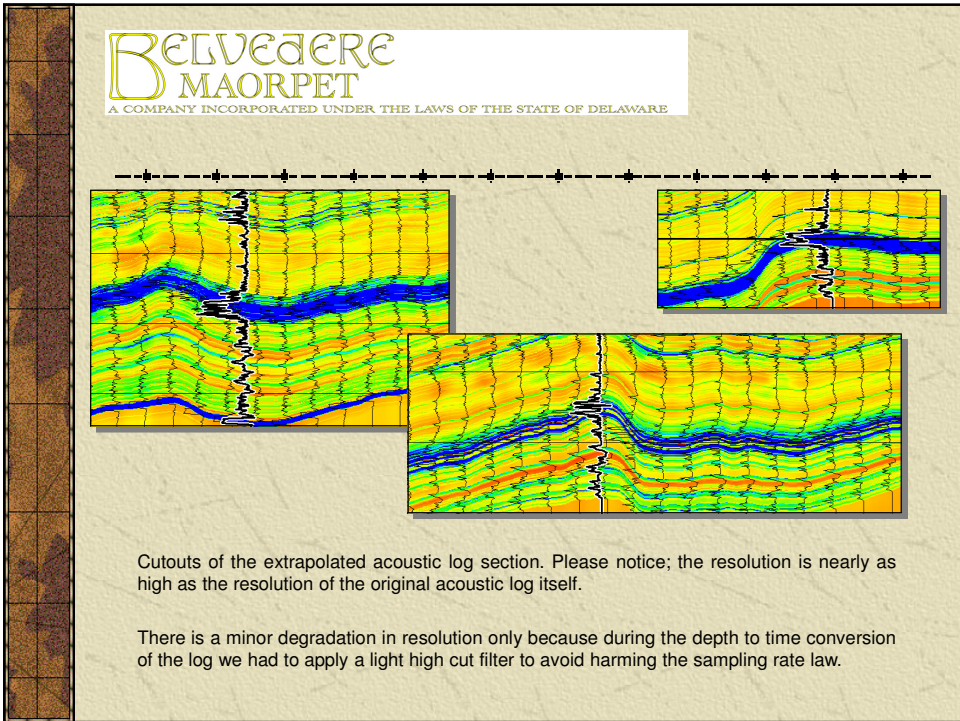 BELVEDERE
MAORPET
A COMPANY INCORPORATED UNDER THE LAWS OF THE STATE OF DELAWARE
Cutouts of the extrapolated acoustic log section. Please notice; the resolution is nearly as
high as the resolution of the original acoustic log itself.
There is a minor degradation in resolution only because during the depth to time conversion
of the log we had to apply a light high cut filter to avoid harming the sampling rate law.